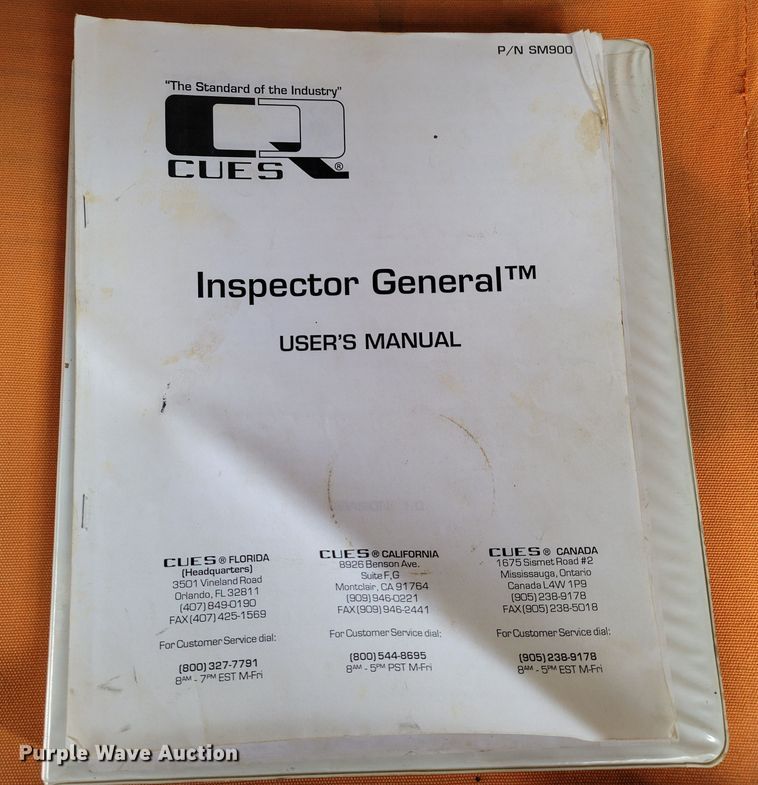 P/N SM900
"The Standard of the Industry"
CUES ®
Inspector General™
USER'S MANUAL
CUES ® FLORIDA
(Headquarters)
3501 Vineland Road
Orlando, FL 32811
(407) 849-0190
FAX (407) 425-1569
For Customer Service dial:
(800) 327-7791
8AM - 7PM EST M-Fri
CUES ® CALIFORNIA
8926 Benson Ave.
Suite F,G
Montclair, CA 91764
(909) 946-0221
FAX (909) 946-2441
For Customer Service dial:
(800) 544-8695
8AM - 5PM PST M-Fri
CUES ® CANADA
1675 Sismet Road #2
Mississauga, Ontario
Canada L4W 1P9
(905) 238-9178
FAX (905) 238-5018
For Customer Service dial:
(905) 238-9178
8AM - 5PM EST M-Fri
Purple Wave Auction